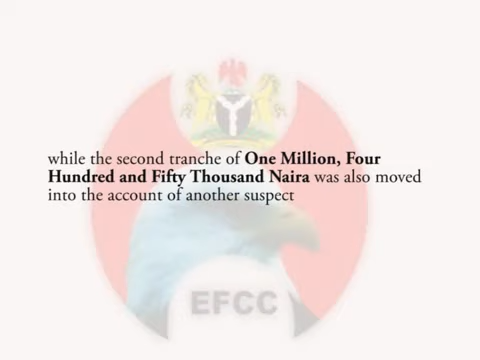 while the second tranche of One Million, Four
Hundred and Fifty Thousand Naira was also moved
into the account of another suspect
EFCC